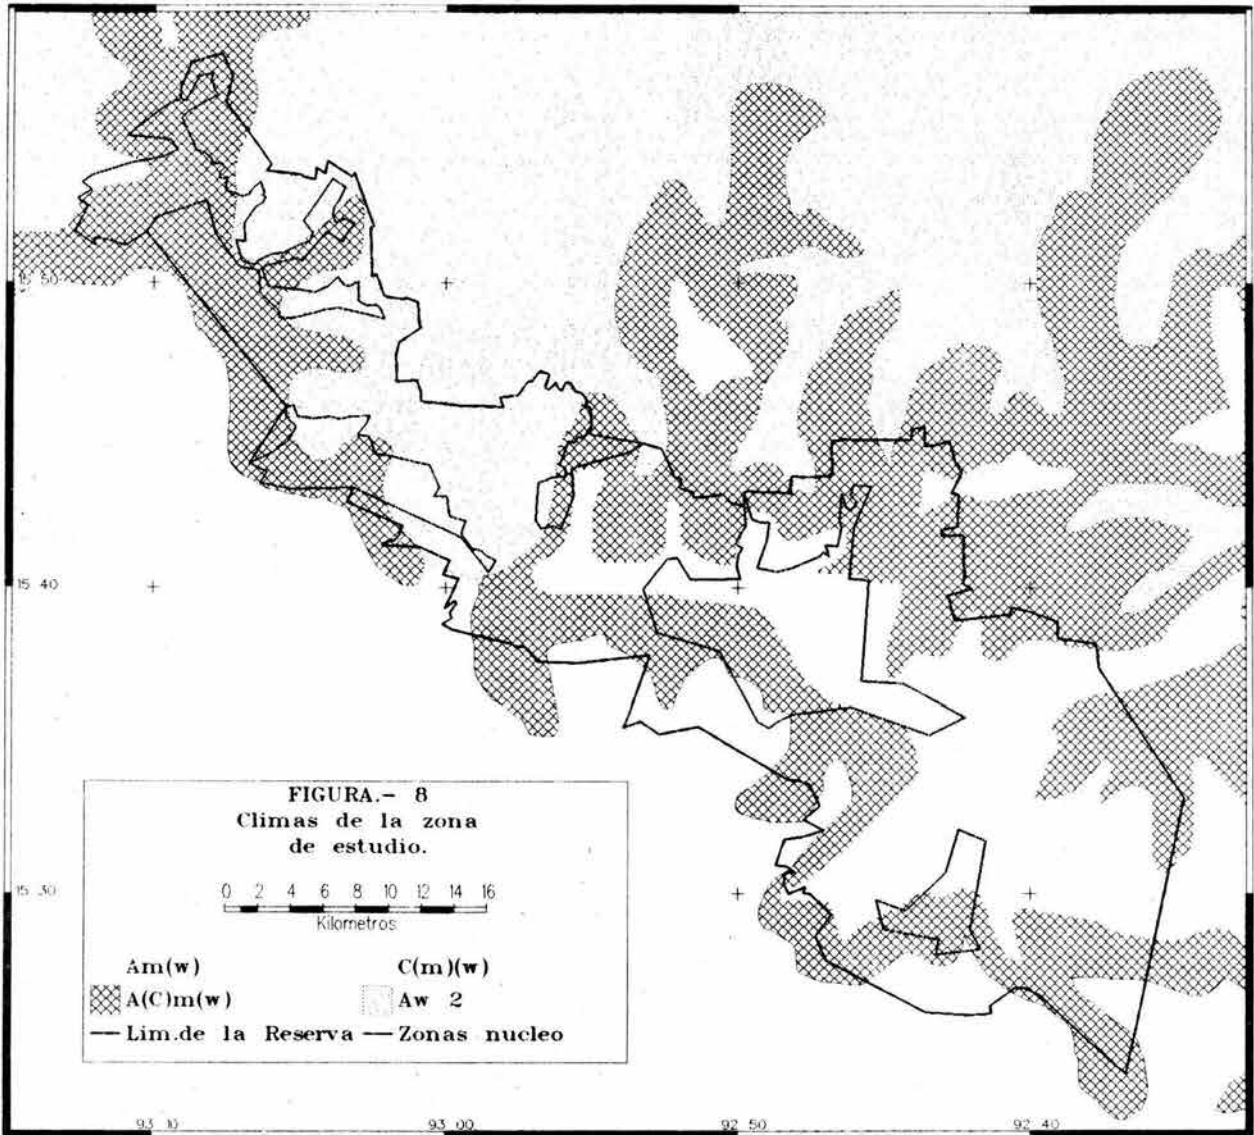 15 50
15 40
15 30
FIGURA.- 8
Climas de la zona
de estudio.
0 2 4 6 8 10 12 14 16
Kilometros
Am(w) C(m)(w)
A(C)m(w) Aw 2
Lim.de la Reserva Zonas nucleo
93 10 93 00 92 50 92 40